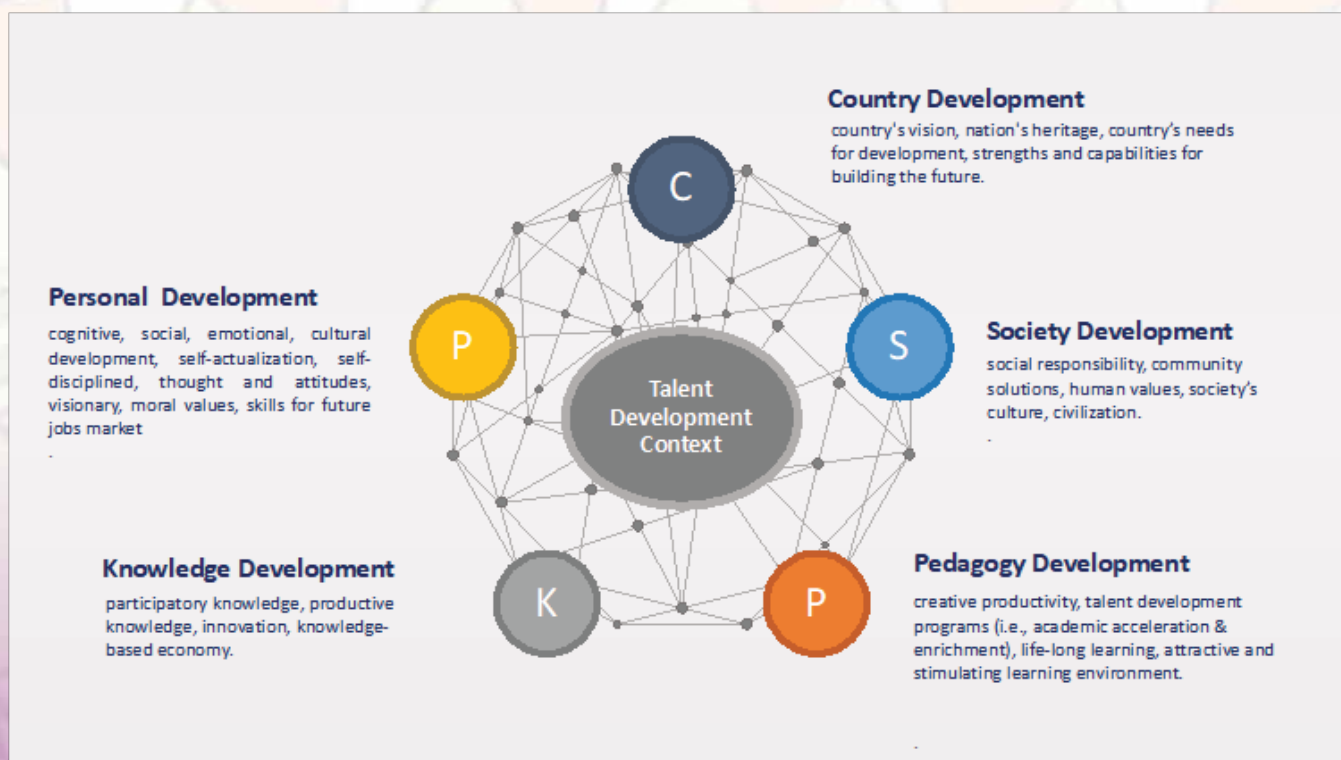 Country Development
country's vision, nation's heritage, country's needs
for development, strengths and capabilities for
building the future.
C
Personal Development
cognitive, social, emotional, cultural
development, self-actualization, self-
disciplined, thought and attitudes,
visionary, moral values, skills for future
jobs market
.
P
Talent
Development
Context
S
Society Development
social responsibility, community
solutions, human values, society's
culture, civilization.
.
Knowledge Development
participatory knowledge, productive
knowledge, innovation, knowledge-
based economy.
K
P
Pedagogy Development
creative productivity, talent development
programs (i.e., academic acceleration &
enrichment), life-long learning, attractive and
stimulating learning environment.
.